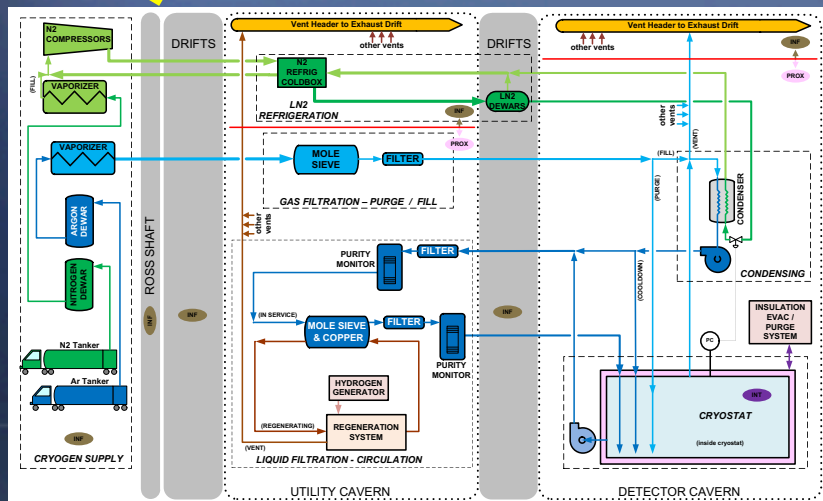 N2
COMPRESSORS
(FILL)
VAPORIZER
VAPORIZER
ARGON
DEWAR
NITROGEN
DEWAR
N2 Tanker
Ar Tanker
INF
CRYOGEN SUPPLY
ROSS SHAFT
INF
DRIFTS
INF
Vent Header to Exhaust Drift
other vents
N2
REFRIG
COLDBOX
LN2
REFRIGERATION
INF
PROX
MOLE
SIEVE
FILTER
GAS FILTRATION – PURGE / FILL
other
vents
PURITY
MONITOR
FILTER
(IN SERVICE)
MOLE SIEVE
& COPPER
FILTER
PURITY
MONITOR
HYDROGEN
GENERATOR
(REGENERATING)
REGENERATION
SYSTEM
(VENT)
LIQUID FILTRATION - CIRCULATION
UTILITY CAVERN
DRIFTS
LN2
DEWARS
INF
Vent Header to Exhaust Drift
other vents
INF
PROX
other
vents
(VENT)
(FILL)
(PURGE)
CONDENSER
C
CONDENSING
(COOLDOWN)
INSULATION
EVAC /
PURGE
SYSTEM
PC
INT
CRYOSTAT
(inside cryostat)
C
DETECTOR CAVERN